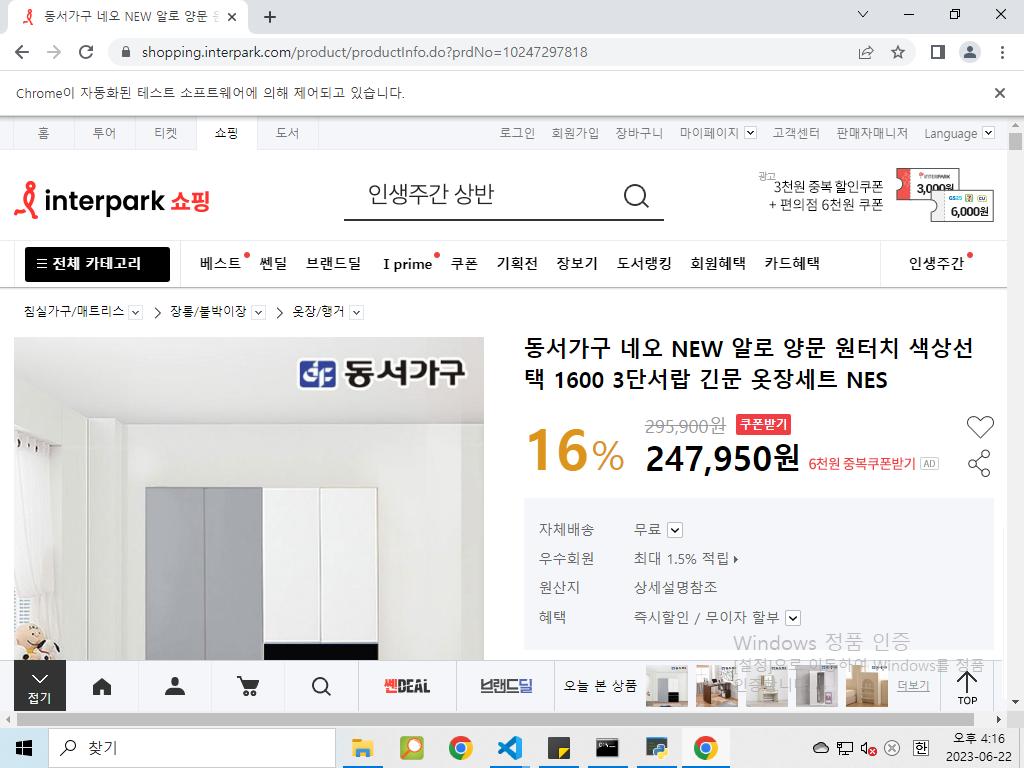 동서가구 네오 NEW 알로 양문 원
shopping.interpark.com/product/productInfo.do?prdNo=10247297818
Chrome이 자동화된 테스트 소프트웨어에 의해 제어되고 있습니다.
홈 투어 티켓 쇼핑 도서 로그인 회원가입 장바구니 마이페이지 고객센터 판매자매니저 Language
interpark 쇼핑
인생주간 상반
광고
3천원 중복 할인쿠폰
+ 편의점 6천원 쿠폰
INTERPARK
3,000원
GS25 CU
6,000원
전체 카테고리 베스트 쎈딜 브랜드딜 I prime 쿠폰 기획전 장보기 도서랭킹 회원혜택 카드혜택 인생주간
침실가구/매트리스 장롱/붙박이장 옷장/행거
동서가구
동서가구 네오 NEW 알로 양문 원터치 색상선
택 1600 3단서랍 긴문 옷장세트 NES
16%
295,900원 쿠폰받기
247,950원 6천원 중복쿠폰받기 AD
자체배송 무료
우수회원 최대 1.5% 적립
원산지 상세설명참조
혜택 즉시할인 / 무이자 할부
Windows 정품 인증
[설정]으로 이동하여 Windows를 정품
인증합니다.
접기
쎈DEAL
브랜드딜
오늘 본 상품
더보기
TOP
찾기
한
오후 4:16
2023-06-22